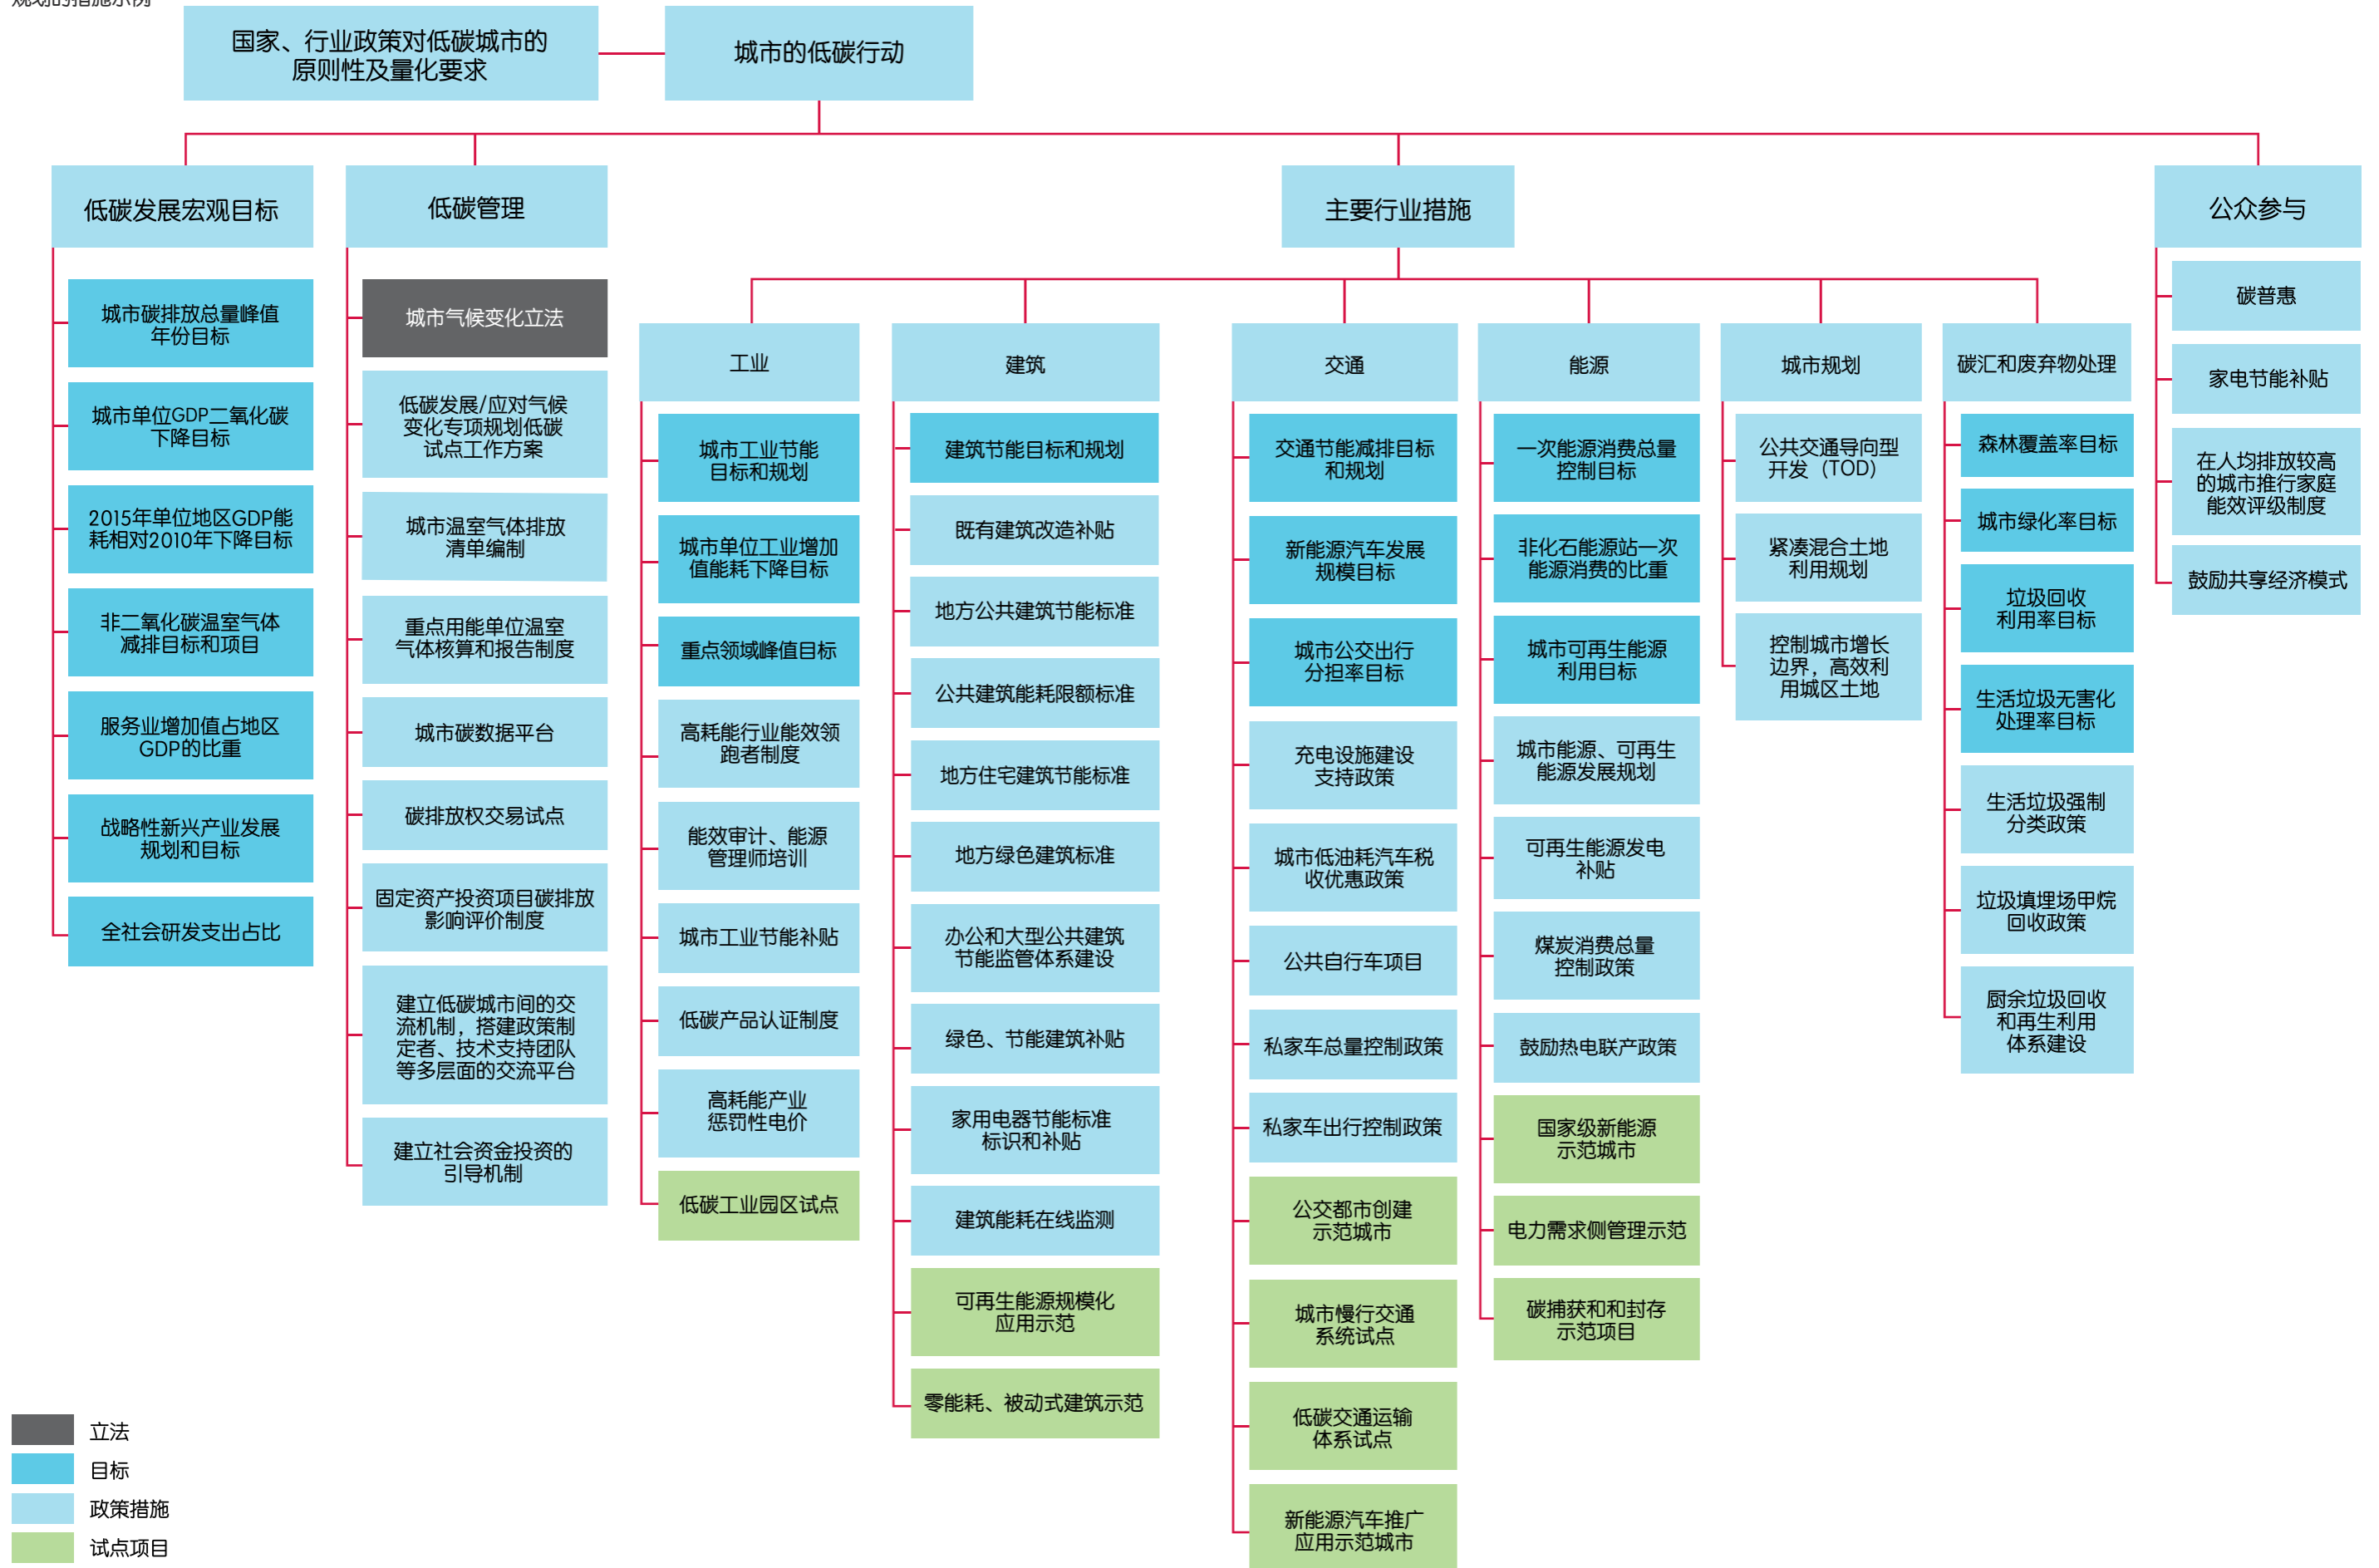 规划的措施示例
国家、行业政策对低碳城市的
原则性及量化要求
城市的低碳行动
低碳发展宏观目标
城市碳排放总量峰值
年份目标
城市单位GDP二氧化碳
下降目标
2015年单位地区GDP能
耗相对2010年下降目标
非二氧化碳温室气体
减排目标和项目
服务业增加值占地区
GDP的比重
战略性新兴产业发展
规划和目标
全社会研发支出占比
低碳管理
城市气候变化立法
低碳发展/应对气候
变化专项规划低碳
试点工作方案
城市温室气体排放
清单编制
重点用能单位温室
气体核算和报告制度
城市碳数据平台
碳排放权交易试点
固定资产投资项目碳排放
影响评价制度
建立低碳城市间的交
流机制，搭建政策制
定者、技术支持团队
等多层面的交流平台
建立社会资金投资的
引导机制
主要行业措施
工业
城市工业节能
目标和规划
城市单位工业增加
值能耗下降目标
重点领域峰值目标
高耗能行业能效领
跑者制度
能效审计、能源
管理师培训
城市工业节能补贴
低碳产品认证制度
高耗能产业
惩罚性电价
低碳工业园区试点
建筑
建筑节能目标和规划
既有建筑改造补贴
地方公共建筑节能标准
公共建筑能耗限额标准
地方住宅建筑节能标准
地方绿色建筑标准
办公和大型公共建筑
节能监管体系建设
绿色、节能建筑补贴
家用电器节能标准
标识和补贴
建筑能耗在线监测
可再生能源规模化
应用示范
零能耗、被动式建筑示范
交通
交通节能减排目标
和规划
新能源汽车发展
规模目标
城市公交出行
分担率目标
充电设施建设
支持政策
城市低油耗汽车税
收优惠政策
公共自行车项目
私家车总量控制政策
私家车出行控制政策
公交都市创建
示范城市
城市慢行交通
系统试点
低碳交通运输
体系试点
新能源汽车推广
应用示范城市
能源
一次能源消费总量
控制目标
非化石能源站一次
能源消费的比重
城市可再生能源
利用目标
城市能源、可再生
能源发展规划
可再生能源发电
补贴
煤炭消费总量
控制政策
鼓励热电联产政策
国家级新能源
示范城市
电力需求侧管理示范
碳捕获和和封存
示范项目
城市规划
公共交通导向型
开发（TOD）
紧凑混合土地
利用规划
控制城市增长
边界，高效利
用城区土地
碳汇和废弃物处理
森林覆盖率目标
城市绿化率目标
垃圾回收
利用率目标
生活垃圾无害化
处理率目标
生活垃圾强制
分类政策
垃圾填埋场甲烷
回收政策
厨余垃圾回收
和再生利用
体系建设
公众参与
碳普惠
家电节能补贴
在人均排放较高
的城市推行家庭
能效评级制度
鼓励共享经济模式
立法
目标
政策措施
试点项目